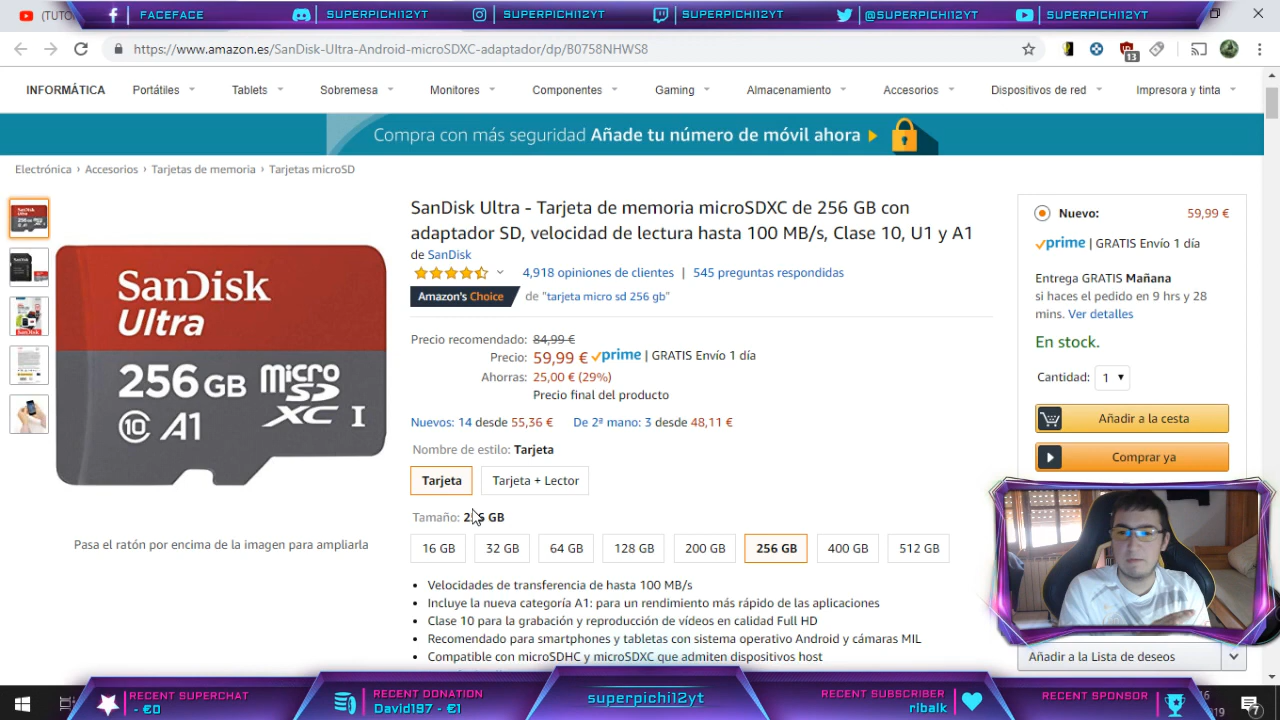 (TUTO
FACEFACE
SUPERPICHI12YT
SUPERPICHI12YT
SUPERPICHI12YT
@SUPERPICHI12YT
SUPERPICHI12YT
https://www.amazon.es/SanDisk-Ultra-Android-microSDXC-adaptador/dp/B0758NHWS8
13
INFORMÁTICA
Portátiles
Tablets
Sobremesa
Monitores
Componentes
Gaming
Almacenamiento
Accesorios
Dispositivos de red
Impresora y tinta
Compra con más seguridad Añade tu número de móvil ahora
Electrónica › Accesorios › Tarjetas de memoria › Tarjetas microSD
SanDisk
Ultra
256 GB micro SD XC I
10 A1
SanDisk Ultra - Tarjeta de memoria microSDXC de 256 GB con
adaptador SD, velocidad de lectura hasta 100 MB/s, Clase 10, U1 y A1
de SanDisk
4,918 opiniones de clientes | 545 preguntas respondidas
Amazon's Choice de "tarjeta micro sd 256 gb"
Precio recomendado: 84,99 €
Precio: 59,99 € prime | GRATIS Envío 1 día
Ahorras: 25,00 € (29%)
Precio final del producto
Nuevos: 14 desde 55,36 € De 2ª mano: 3 desde 48,11 €
Nombre de estilo: Tarjeta
Tarjeta
Tarjeta + Lector
Tamaño: 256 GB
16 GB
32 GB
64 GB
128 GB
200 GB
256 GB
400 GB
512 GB
• Velocidades de transferencia de hasta 100 MB/s
• Incluye la nueva categoría A1: para un rendimiento más rápido de las aplicaciones
• Clase 10 para la grabación y reproducción de vídeos en calidad Full HD
• Recomendado para smartphones y tabletas con sistema operativo Android y cámaras MIL
• Compatible con microSDHC y microSDXC que admiten dispositivos host
Pasa el ratón por encima de la imagen para ampliarla
Nuevo: 59,99 €
prime | GRATIS Envío 1 día
Entrega GRATIS Mañana
si haces el pedido en 9 hrs y 28
mins. Ver detalles
En stock.
Cantidad: 1
Añadir a la cesta
Comprar ya
Añadir a la Lista de deseos
RECENT SUPERCHAT
- €0
RECENT DONATION
David197 - €1
superpichi12yt
RECENT SUBSCRIBER
ribalk
RECENT SPONSOR
16
19
7